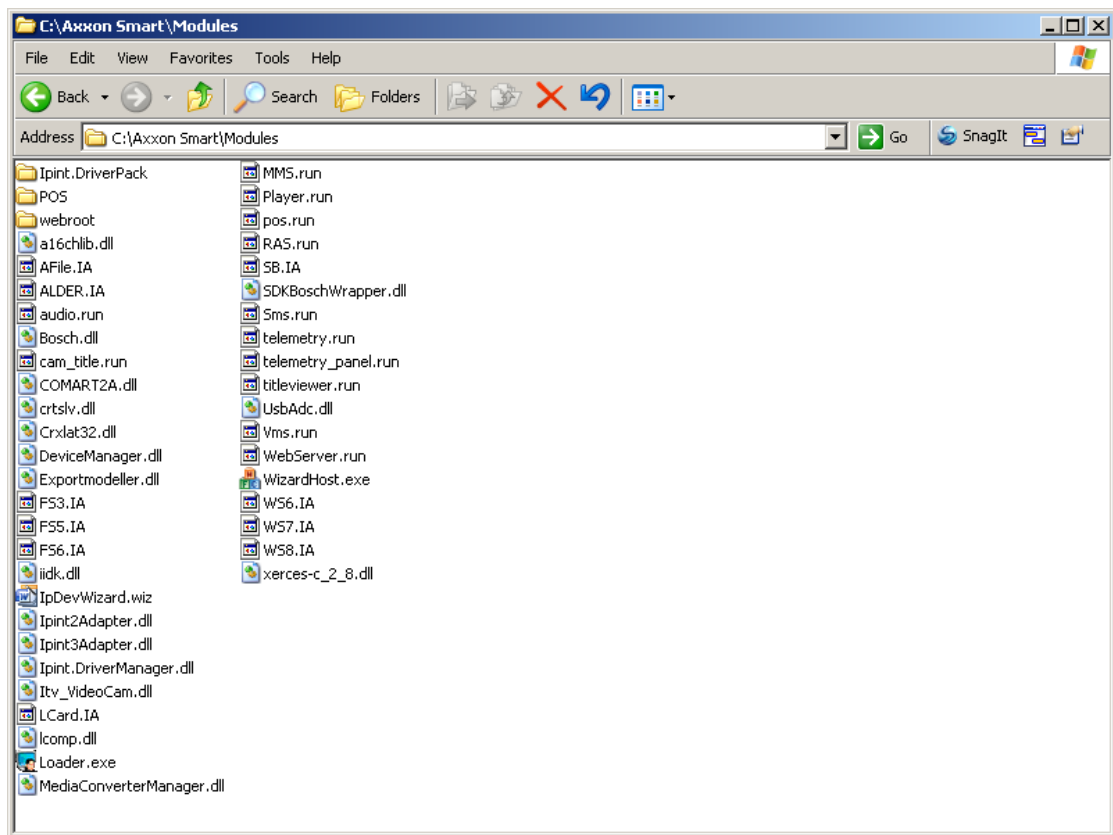 C:\Axxon Smart\Modules
File Edit View Favorites Tools Help
Back Search Folders
Address C:\Axxon Smart\Modules Go SnagIt
Ipint.DriverPack
POS
webroot
a16chlib.dll
AFile.IA
ALDER.IA
audio.run
Bosch.dll
cam_title.run
COMART2A.dll
crtslv.dll
Crxlat32.dll
DeviceManager.dll
Exportmodeller.dll
FS3.IA
FS5.IA
FS6.IA
iidk.dll
IpDevWizard.wiz
Ipint2Adapter.dll
Ipint3Adapter.dll
Ipint.DriverManager.dll
Itv_VideoCam.dll
LCard.IA
lcomp.dll
Loader.exe
MediaConverterManager.dll
MMS.run
Player.run
pos.run
RAS.run
SB.IA
SDKBoschWrapper.dll
Sms.run
telemetry.run
telemetry_panel.run
titleviewer.run
UsbAdc.dll
Vms.run
WebServer.run
WizardHost.exe
WS6.IA
WS7.IA
WS8.IA
xerces-c_2_8.dll